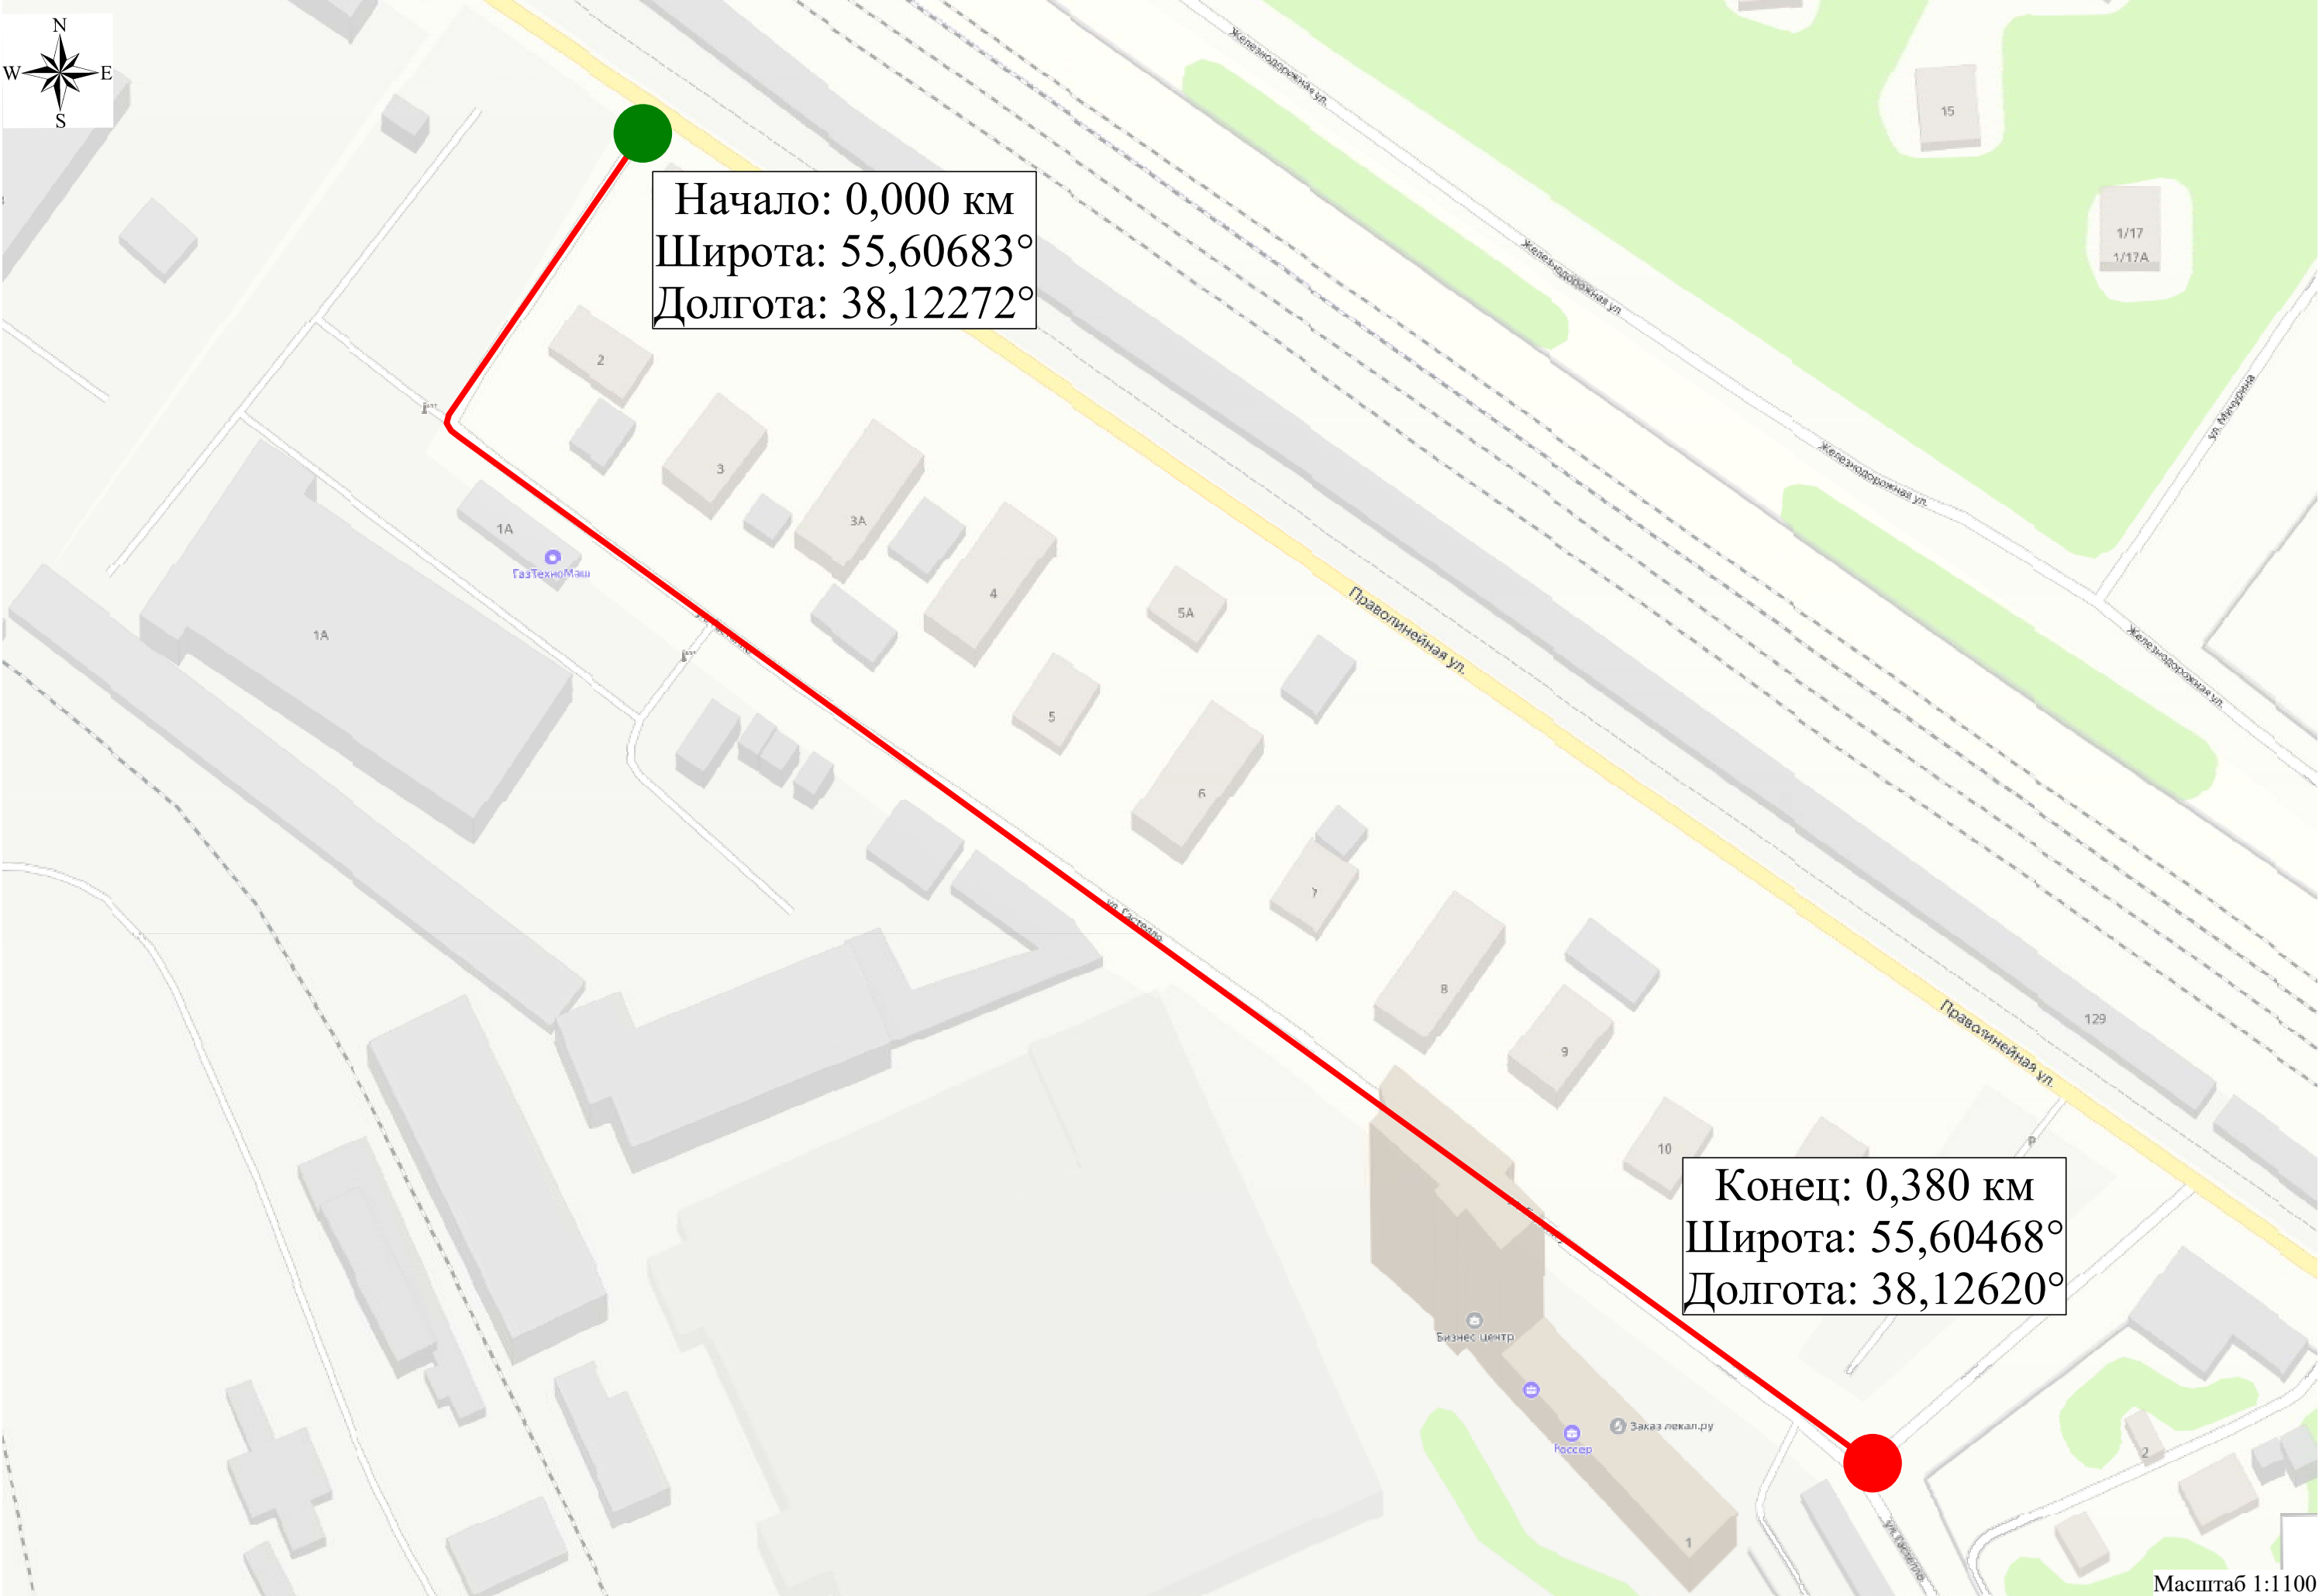 N
W
E
S
Железнодорожная ул.
15
Начало: 0,000 км
Широта: 55,60683°
Долгота: 38,12272°
1/17
1/17А
Железнодорожная ул.
2
ул. Мичурина
3
Железнодорожная ул.
3А
1А
ГазТехноМаш
4
5А
Праволинейная ул.
1А
Железнодорожная ул.
5
6
7
ул. Гастелло
8
129
Праволинейная ул.
9
10
P
Конец: 0,380 км
Широта: 55,60468°
Долгота: 38,12620°
Бизнес центр
Заказ лекал.ру
Россер
2
1
ул. Гастелло
Масштаб 1:1100